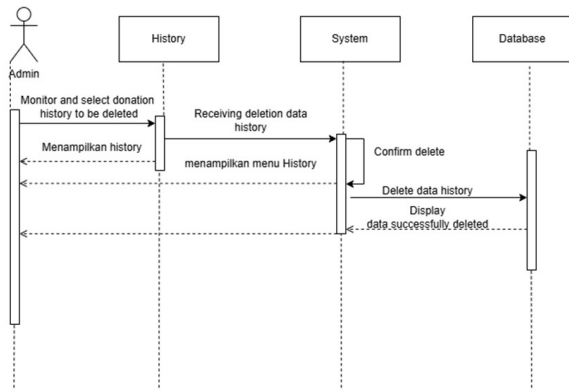 History
System
Database
Admin
Monitor and select donation
history to be deleted
Receiving deletion data
history
Menampilkan history
menampilkan menu History
Confirm delete
Delete data history
Display
data successfully deleted